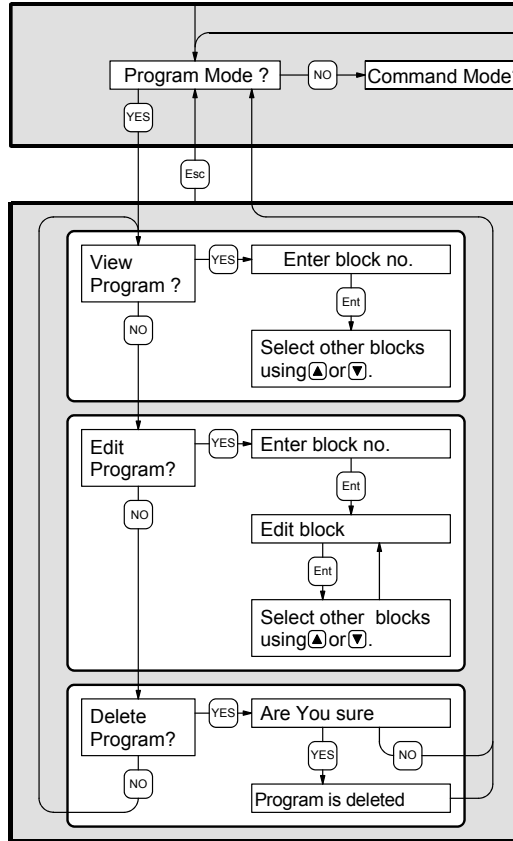 Program Mode ?
NO
Command Mode?
YES
Esc
View
Program ?
YES
Enter block no.
Ent
NO
Select other blocks
using▲or▼.
Edit
Program?
YES
Enter block no.
Ent
NO
Edit block
Ent
Select other blocks
using▲or▼.
Delete
Program?
YES
Are You sure
YES
NO
NO
Program is deleted